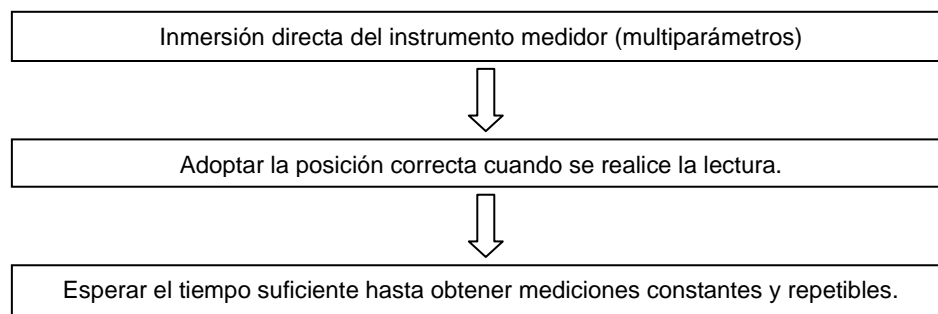 Inmersión directa del instrumento medidor (multiparámetros)
Adoptar la posición correcta cuando se realice la lectura.
Esperar el tiempo suficiente hasta obtener mediciones constantes y repetibles.